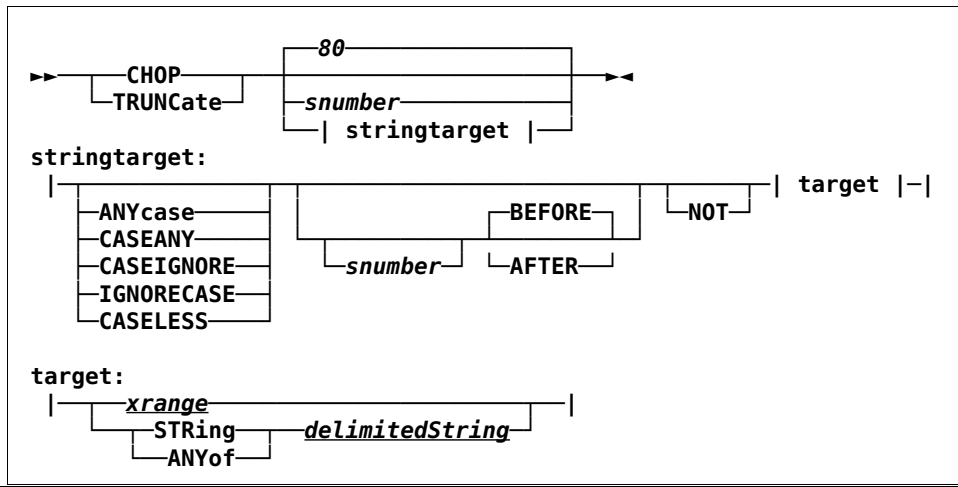 80
►►──CHOP──────►◄
TRUNCate snumber
| stringtarget |
stringtarget:
|─ ─| target |─|
ANYcase BEFORE NOT
CASEANY
CASEIGNORE snumber AFTER
IGNORECASE
CASELESS
target:
|──xrange──|
STRing delimitedString
ANYof